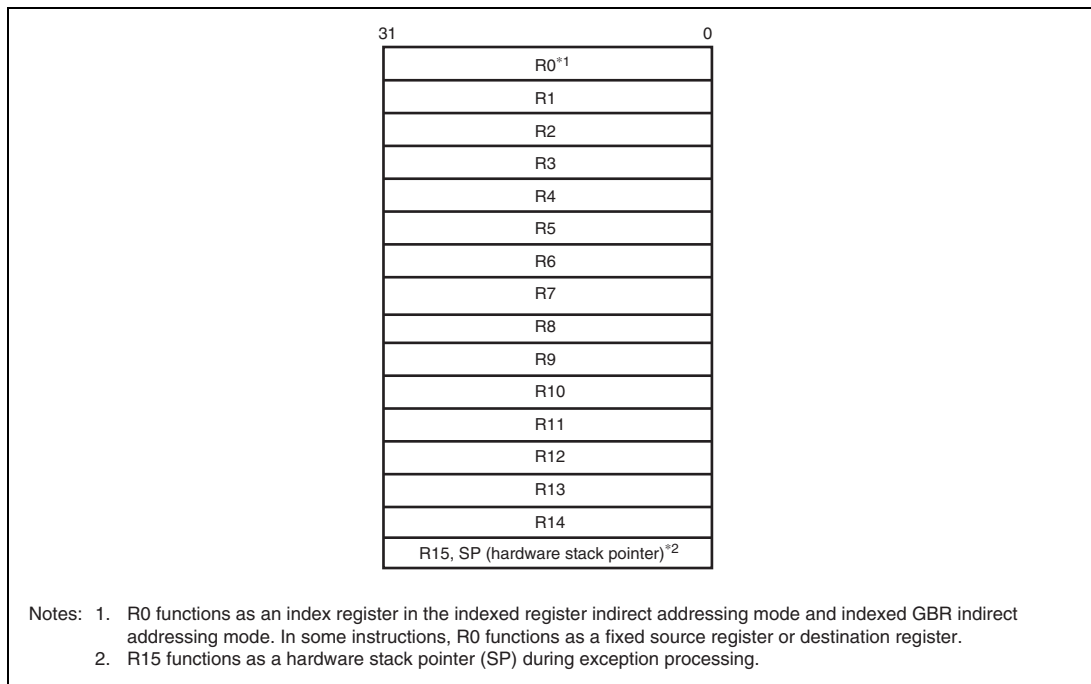 31 0
R0*1
R1
R2
R3
R4
R5
R6
R7
R8
R9
R10
R11
R12
R13
R14
R15, SP (hardware stack pointer)*2
Notes: 1. R0 functions as an index register in the indexed register indirect addressing mode and indexed GBR indirect
addressing mode. In some instructions, R0 functions as a fixed source register or destination register.
2. R15 functions as a hardware stack pointer (SP) during exception processing.